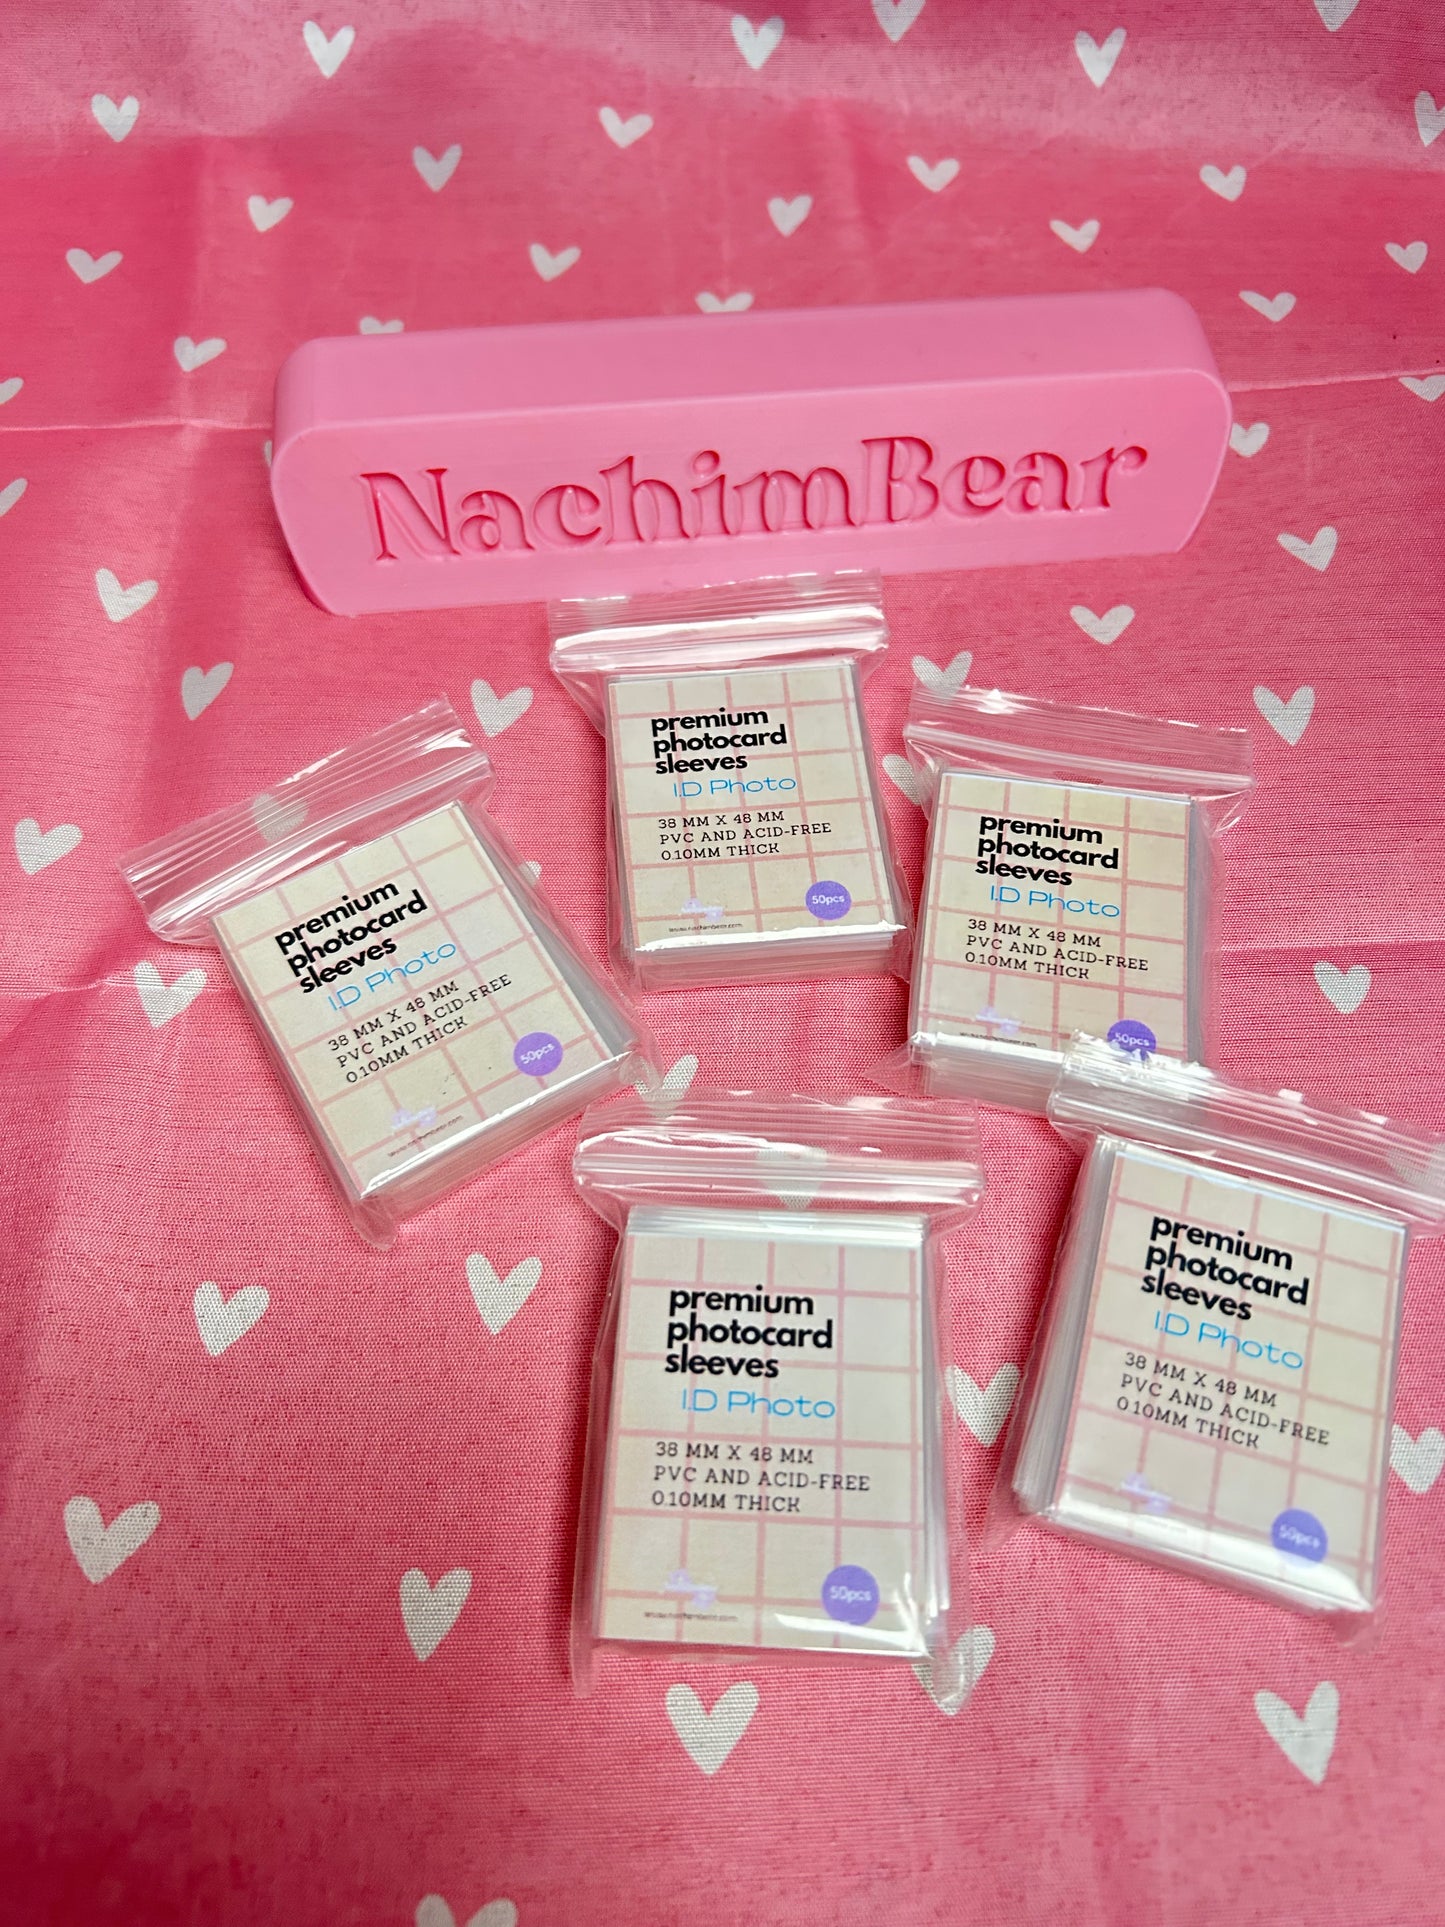 NachimBear
premium
photocard
sleeves
I.D Photo
38 MM X 48 MM
PVC AND ACID-FREE
0.10MM THICK
50pcs
premium
photocard
sleeves
I.D Photo
38 MM X 48 MM
PVC AND ACID-FREE
0.10MM THICK
50pcs
premium
photocard
sleeves
I.D Photo
38 MM X 48 MM
PVC AND ACID-FREE
0.10MM THICK
50pcs
premium
photocard
sleeves
I.D Photo
38 MM X 48 MM
PVC AND ACID-FREE
0.10MM THICK
50pcs
premium
photocard
sleeves
I.D Photo
38 MM X 48 MM
PVC AND ACID-FREE
0.10MM THICK
50pcs